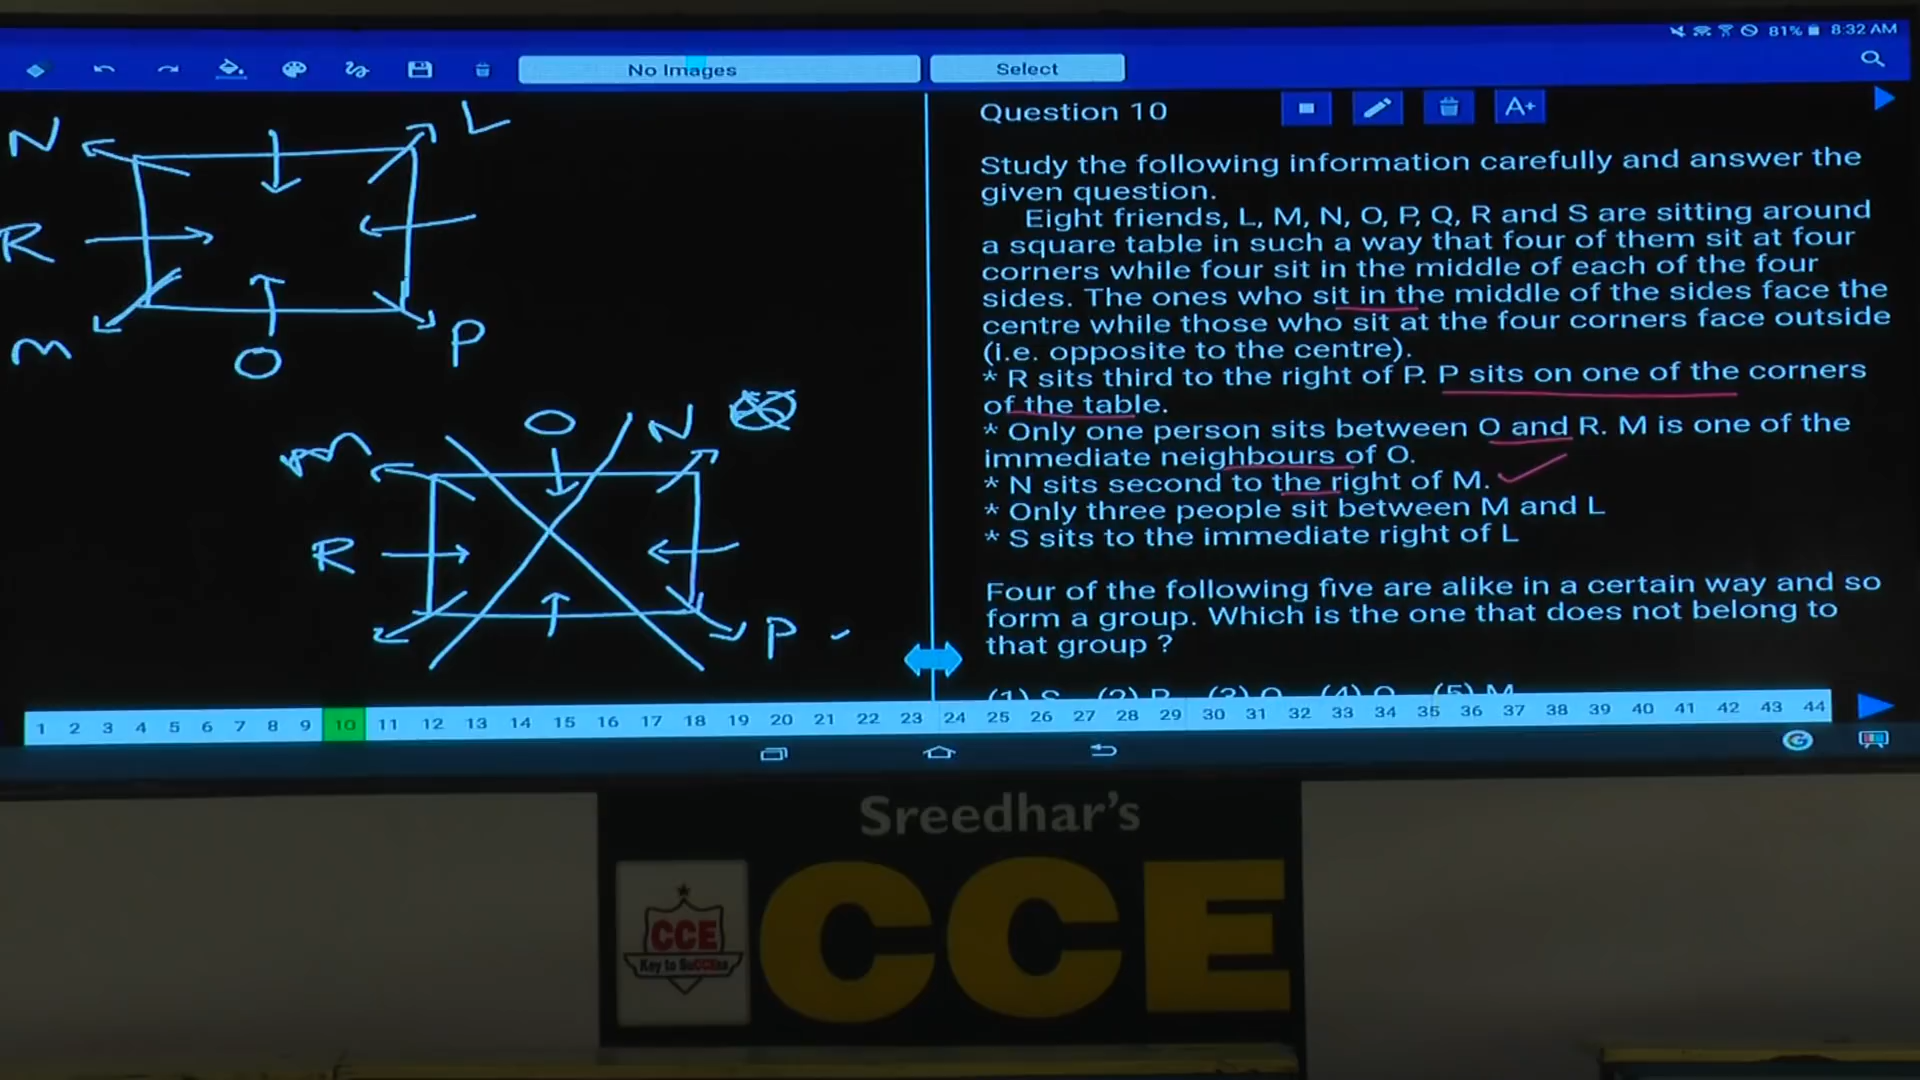 81% 8:32 AM
No Images Select
N L
R
M O P
Question 10 A+
Study the following information carefully and answer the
given question.
Eight friends, L, M, N, O, P, Q, R and S are sitting around
a square table in such a way that four of them sit at four
corners while four sit in the middle of each of the four
sides. The ones who sit in the middle of the sides face the
centre while those who sit at the four corners face outside
(i.e. opposite to the centre).
* R sits third to the right of P. P sits on one of the corners
of the table.
* Only one person sits between O and R. M is one of the
immediate neighbours of O.
* N sits second to the right of M.
* Only three people sit between M and L
* S sits to the immediate right of L
Four of the following five are alike in a certain way and so
form a group. Which is the one that does not belong to
that group ?
O N
R
P
1 2 3 4 5 6 7 8 9 10 11 12 13 14 15 16 17 18 19 20 21 22 23 24 25 26 27 28 29 30 31 32 33 34 35 36 37 38 39 40 41 42 43 44
Sreedhar's
CCE
CCE
Key to Success